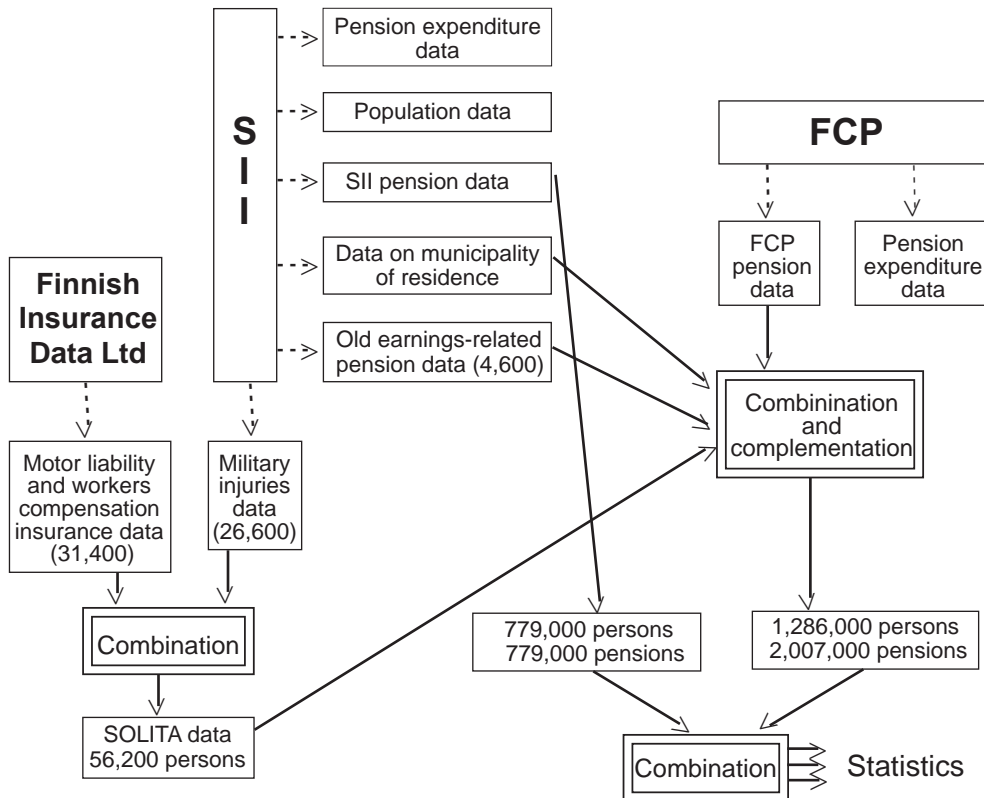 Pension expenditure
data
Population data
S
I
I
SII pension data
Data on municipality
of residence
Old earnings-related
pension data (4,600)
FCP
FCP
pension
data
Pension
expenditure
data
Finnish
Insurance
Data Ltd
Motor liability
and workers
compensation
insurance data
(31,400)
Military
injuries
data
(26,600)
Combinination
and
complementation
Combination
SOLITA data
56,200 persons
779,000 persons
779,000 pensions
1,286,000 persons
2,007,000 pensions
Combination
Statistics